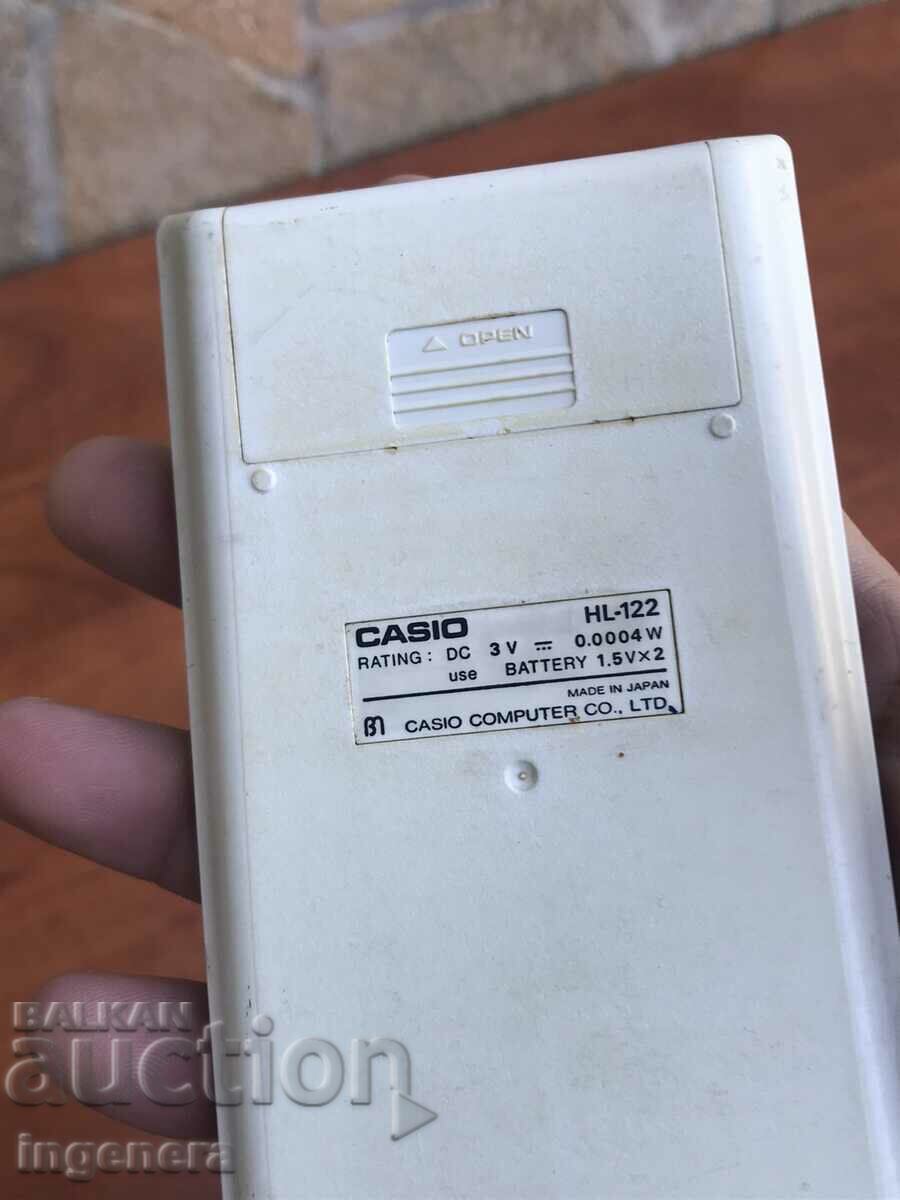 △ OPEN
CASIO HL-122
RATING : DC 3 V ⎓ 0.0004 W
use BATTERY 1.5V×2
MADE IN JAPAN
CASIO COMPUTER CO., LTD.
BALKAN
auction
ingenera